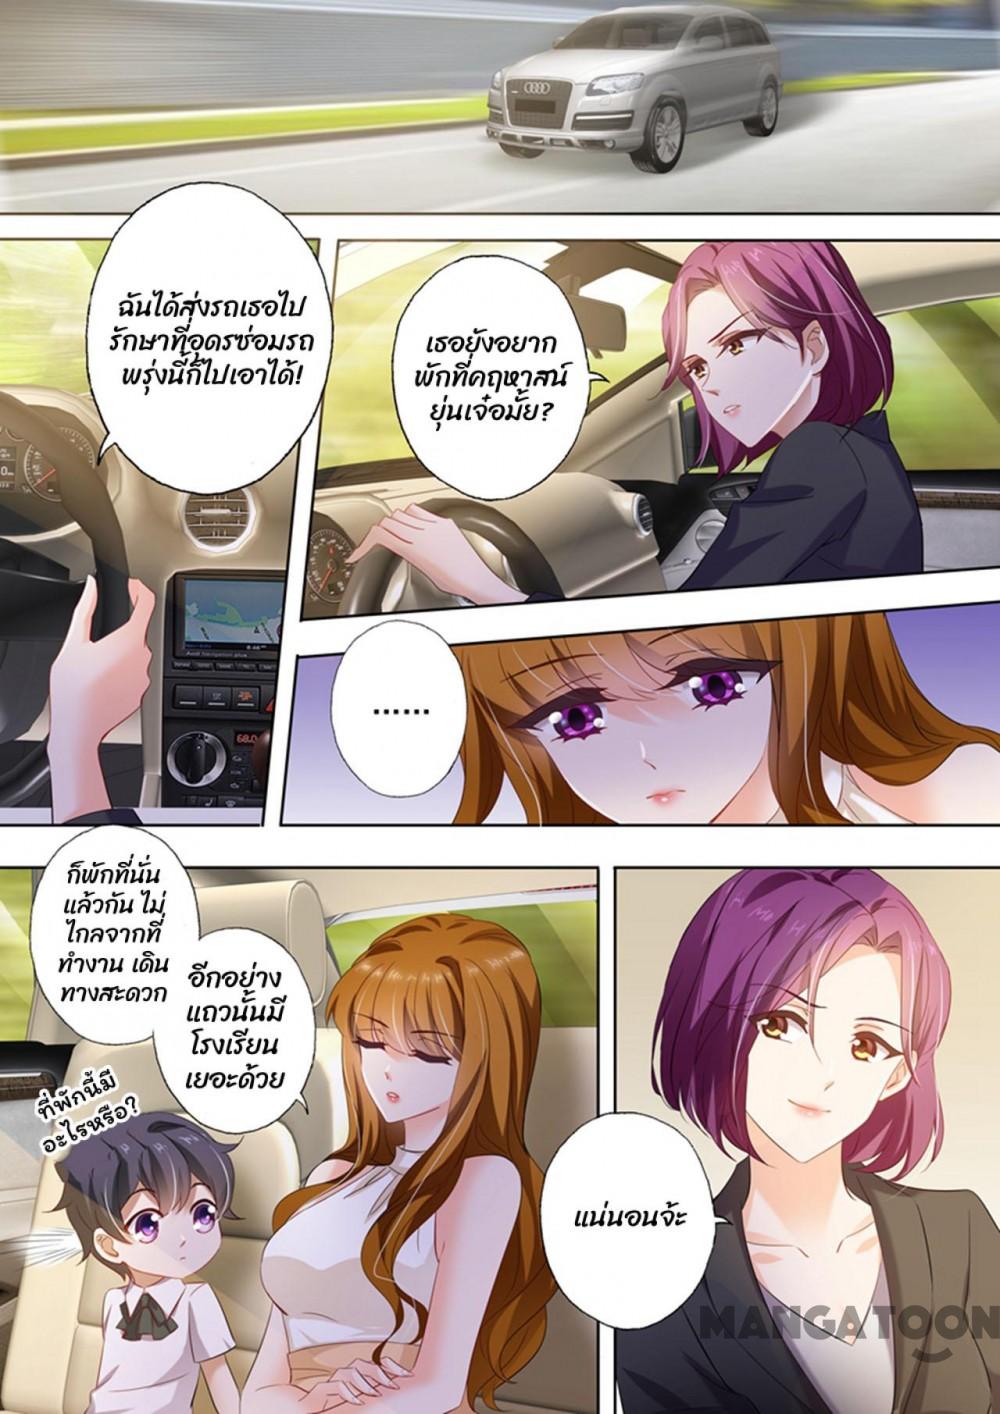 ฉันได้ส่งรถเธอไป
รักษาที่อู่ดรซ่อมรถ
พรุ่งนี้ก็ไปเอาได้!
เธอยังอยาก
พักที่คฤหาสน์
ยุ่นเจ๋อมั้ย?
......
ก็พักที่นั่น
แล้วกัน ไม่
ไกลจากที่
ทำงาน เดิน
ทางสะดวก
อีกอย่าง
แถวนั้นมี
โรงเรียน
เยอะด้วย
ที่พักนี้มี
อะไรหรือ?
แน่นอนจ้ะ
MANGATOON